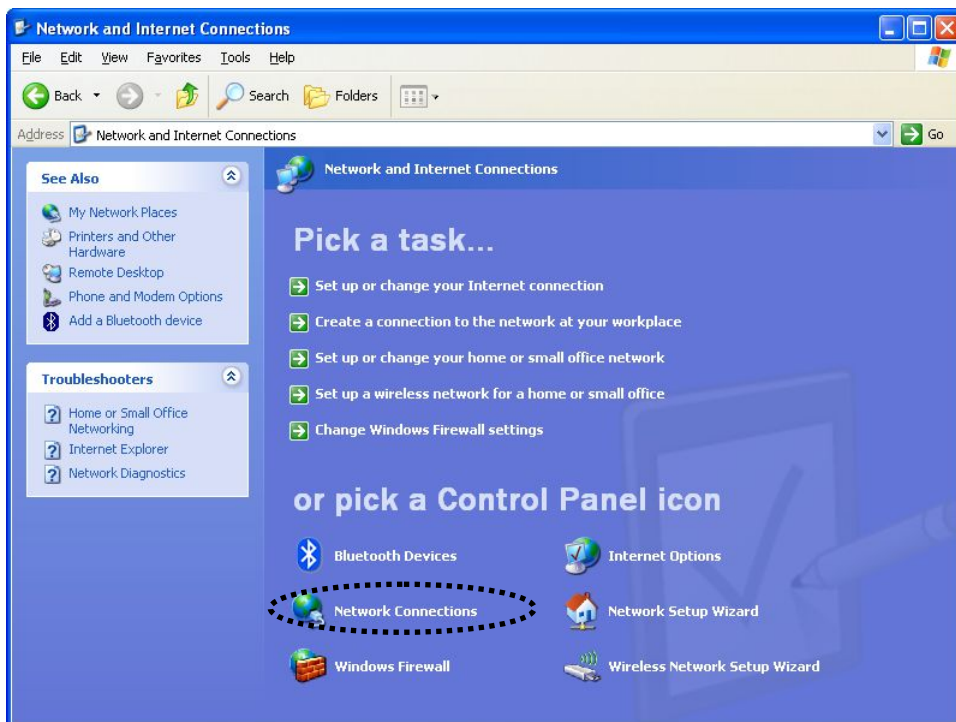 Network and Internet Connections
File Edit View Favorites Tools Help
Back Search Folders
Address Network and Internet Connections Go
See Also
My Network Places
Printers and Other
Hardware
Remote Desktop
Phone and Modem Options
Add a Bluetooth device
Troubleshooters
Home or Small Office
Networking
Internet Explorer
Network Diagnostics
Network and Internet Connections
Pick a task...
Set up or change your Internet connection
Create a connection to the network at your workplace
Set up or change your home or small office network
Set up a wireless network for a home or small office
Change Windows Firewall settings
or pick a Control Panel icon
Bluetooth Devices Internet Options
Network Connections Network Setup Wizard
Windows Firewall Wireless Network Setup Wizard